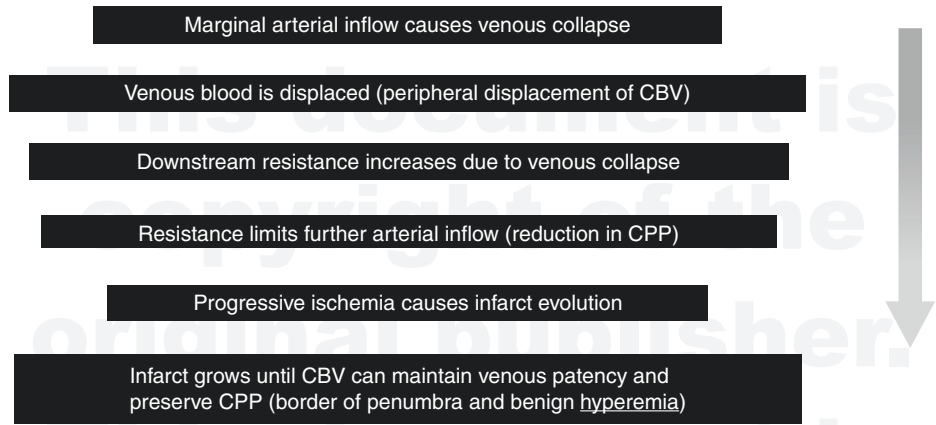 Marginal arterial inflow causes venous collapse
This document is
Venous blood is displaced (peripheral displacement of CBV)
Downstream resistance increases due to venous collapse
copyright of the
Resistance limits further arterial inflow (reduction in CPP)
Progressive ischemia causes infarct evolution
original publisher.
Infarct grows until CBV can maintain venous patency and
preserve CPP (border of penumbra and benign hyperemia)